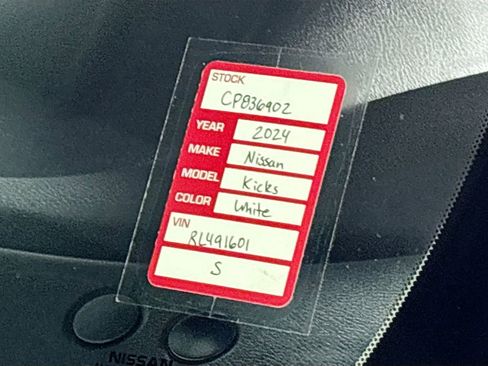 STOCK
CP836902
YEAR 2024
MAKE Nissan
MODEL Kicks
COLOR White
VIN
RL491601
S
NISSAN